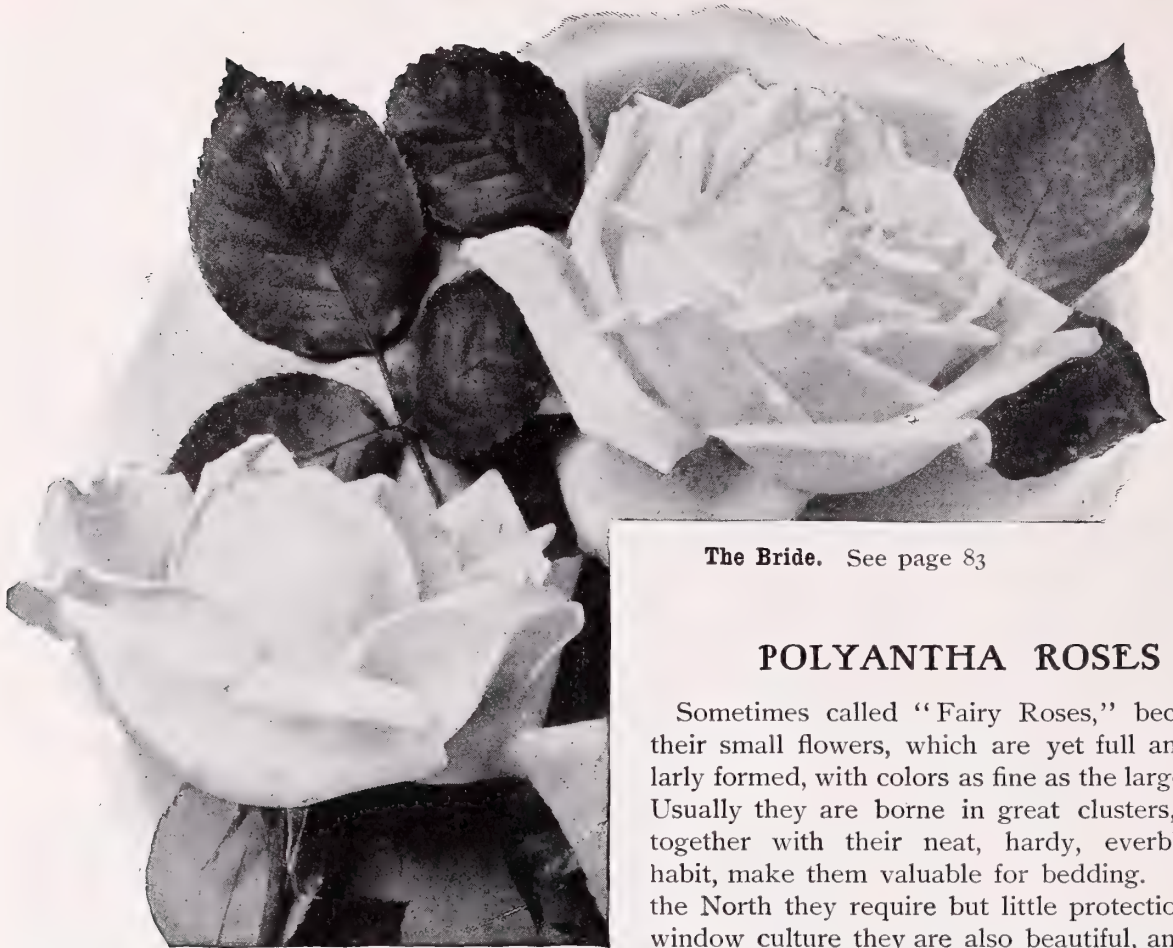 The Bride. See page 83
POLYANTHA ROSES
Sometimes called “Fairy Roses,” bec
their small flowers, which are yet full an
larly formed, with colors as fine as the larg
Usually they are borne in great clusters,
together with their neat, hardy, everb
habit, make them valuable for bedding.
the North they require but little protectio
window culture they are also beautiful, an